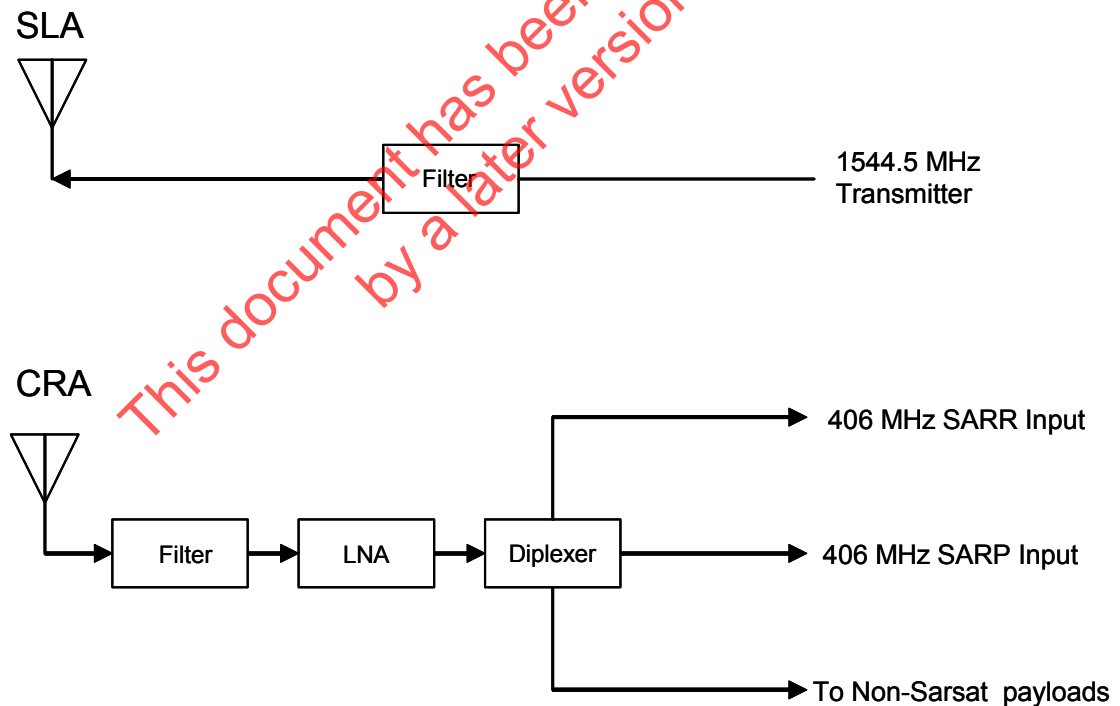 SLA
This document has been
by a later version
Filter
1544.5 MHz
Transmitter
CRA
406 MHz SARR Input
Filter
LNA
Diplexer
406 MHz SARP Input
To Non-Sarsat payloads